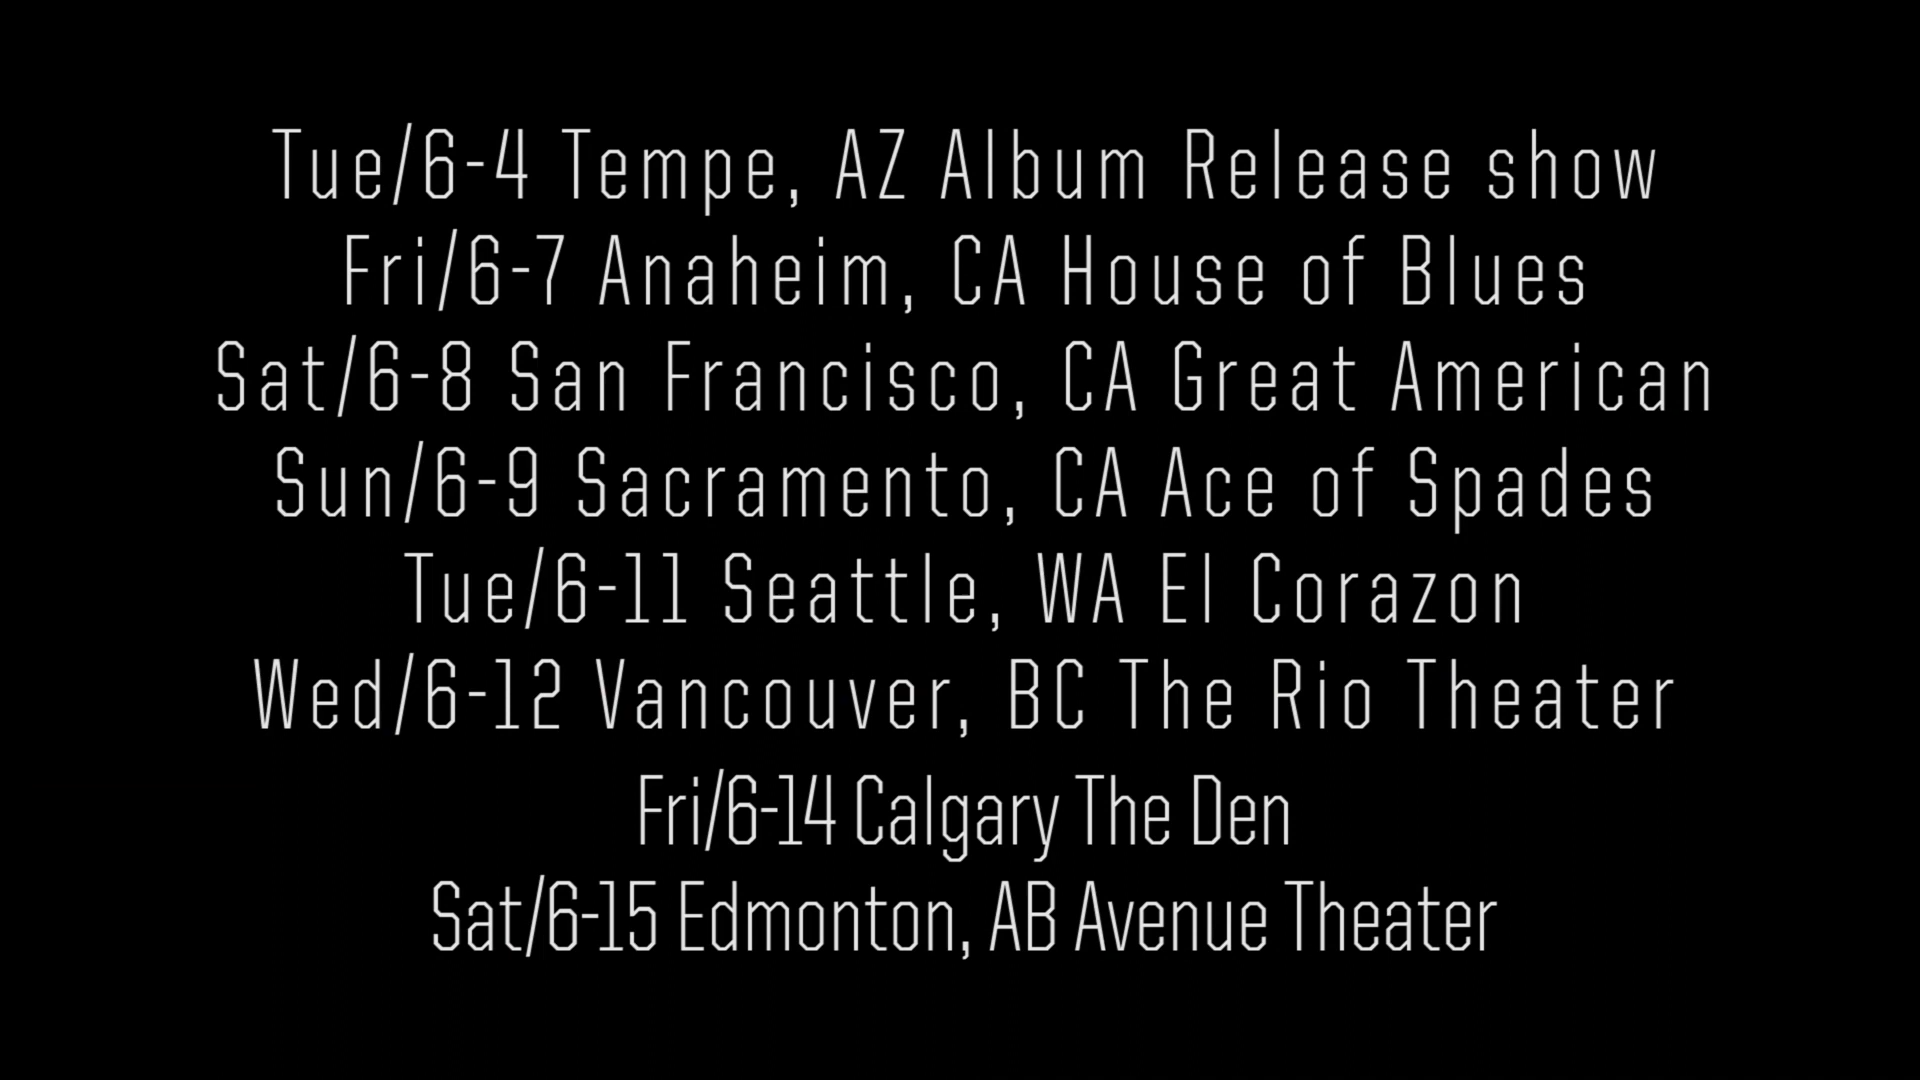 Tue/6-4 Tempe, AZ Album Release show
Fri/6-7 Anaheim, CA House of Blues
Sat/6-8 San Francisco, CA Great American
Sun/6-9 Sacramento, CA Ace of Spades
Tue/6-11 Seattle, WA El Corazon
Wed/6-12 Vancouver, BC The Rio Theater
Fri/6-14 Calgary The Den
Sat/6-15 Edmonton, AB Avenue Theater